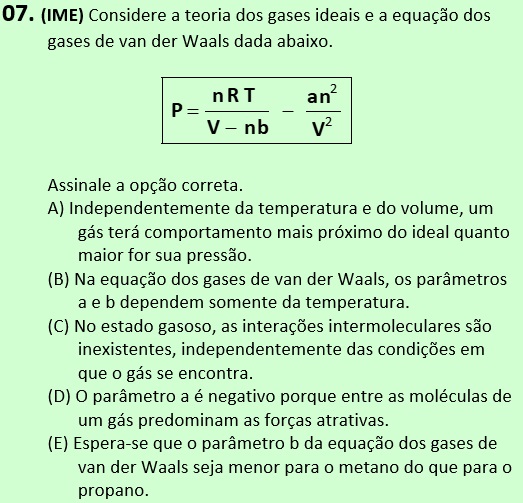 07. (IME) Considere a teoria dos gases ideais e a equação dos
gases de van der Waals dada abaixo.
P = nRT / (V – nb) – an² / V²
Assinale a opção correta.
A) Independentemente da temperatura e do volume, um
gás terá comportamento mais próximo do ideal quanto
maior for sua pressão.
(B) Na equação dos gases de van der Waals, os parâmetros
a e b dependem somente da temperatura.
(C) No estado gasoso, as interações intermoleculares são
inexistentes, independentemente das condições em
que o gás se encontra.
(D) O parâmetro a é negativo porque entre as moléculas de
um gás predominam as forças atrativas.
(E) Espera-se que o parâmetro b da equação dos gases de
van der Waals seja menor para o metano do que para o
propano.